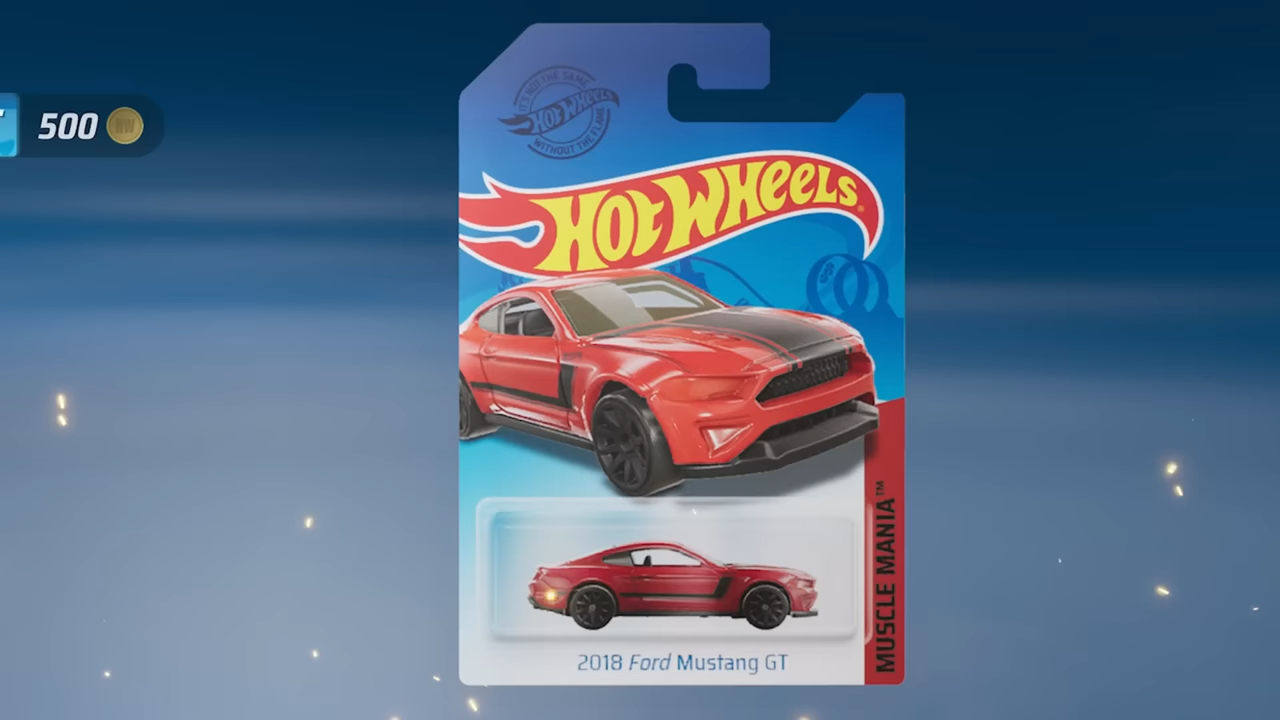 500
IT'S NOT THE SAME
HOT WHEELS
WITHOUT THE FLAME
HOT WHEELS
MUSCLE MANIA™
2018 Ford Mustang GT